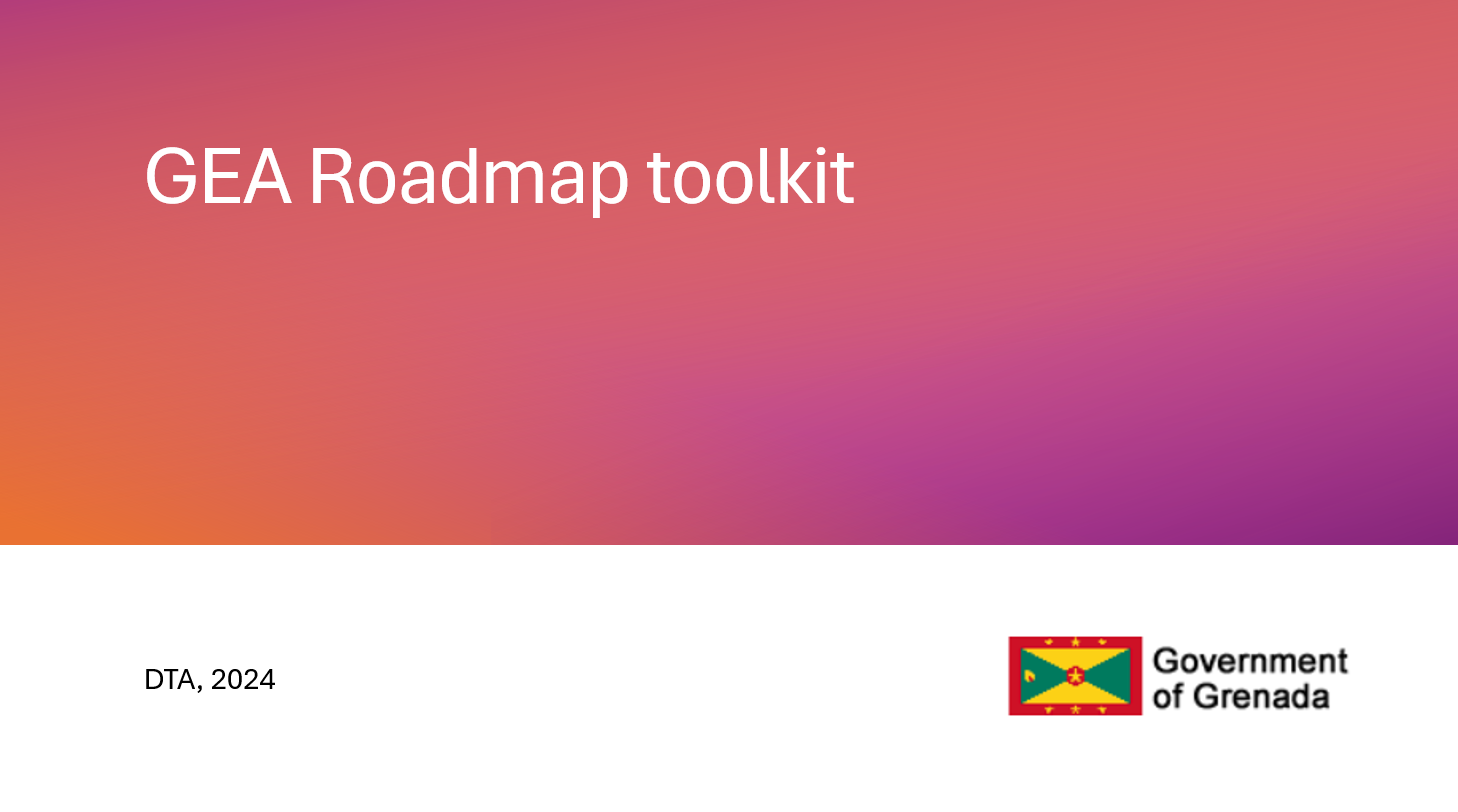 GEA Roadmap toolkit
DTA, 2024
Government
of Grenada